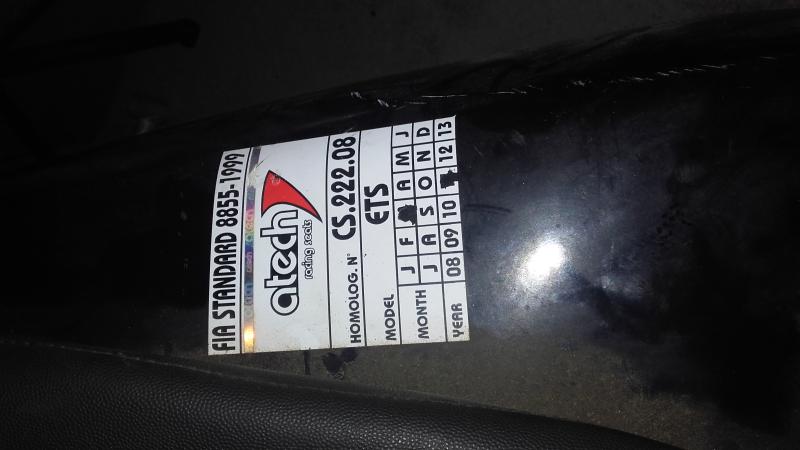 FIA STANDARD 8855-1999
atech
racing seats
HOMOLOG. N° CS.222.08
MODEL ETS
MONTH J F A M J
J A S O N D
YEAR 08 09 10 12 13